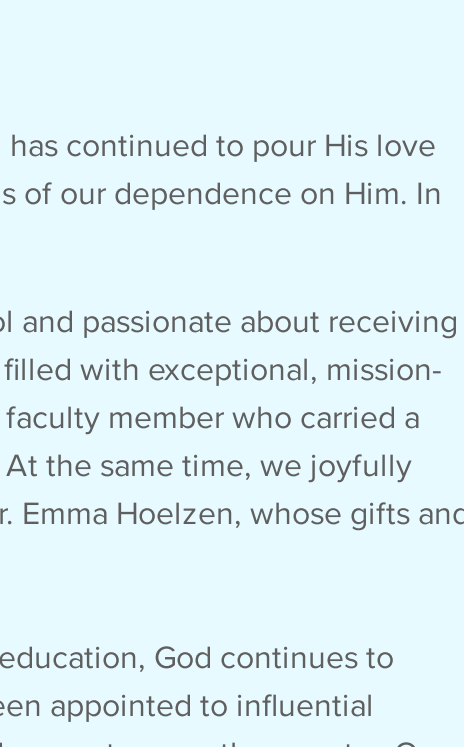 has continued to pour His love
s of our dependence on Him. In
and passionate about receiving
filled with exceptional, mission-
faculty member who carried a
At the same time, we joyfully
r. Emma Hoelzen, whose gifts and
education, God continues to
een appointed to influential